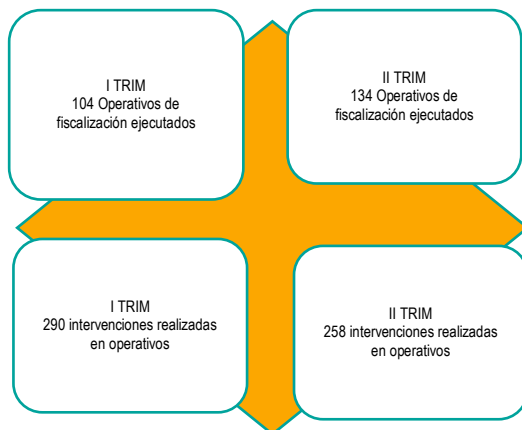 I TRIM
104 Operativos de
fiscalización ejecutados
II TRIM
134 Operativos de
fiscalización ejecutados
I TRIM
290 intervenciones realizadas
en operativos
II TRIM
258 intervenciones realizadas
en operativos